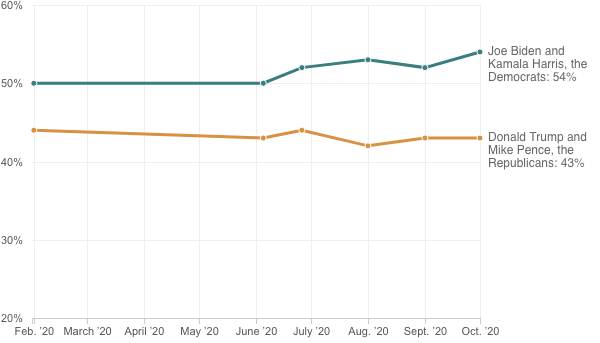 60%
Joe Biden and
Kamala Harris, the
Democrats: 54%
50%
Donald Trump and
Mike Pence, the
Republicans: 43%
40%
30%
20%
Feb. '20 March '20 April '20 May '20 June '20 July '20 Aug. '20 Sept. '20 Oct. '20